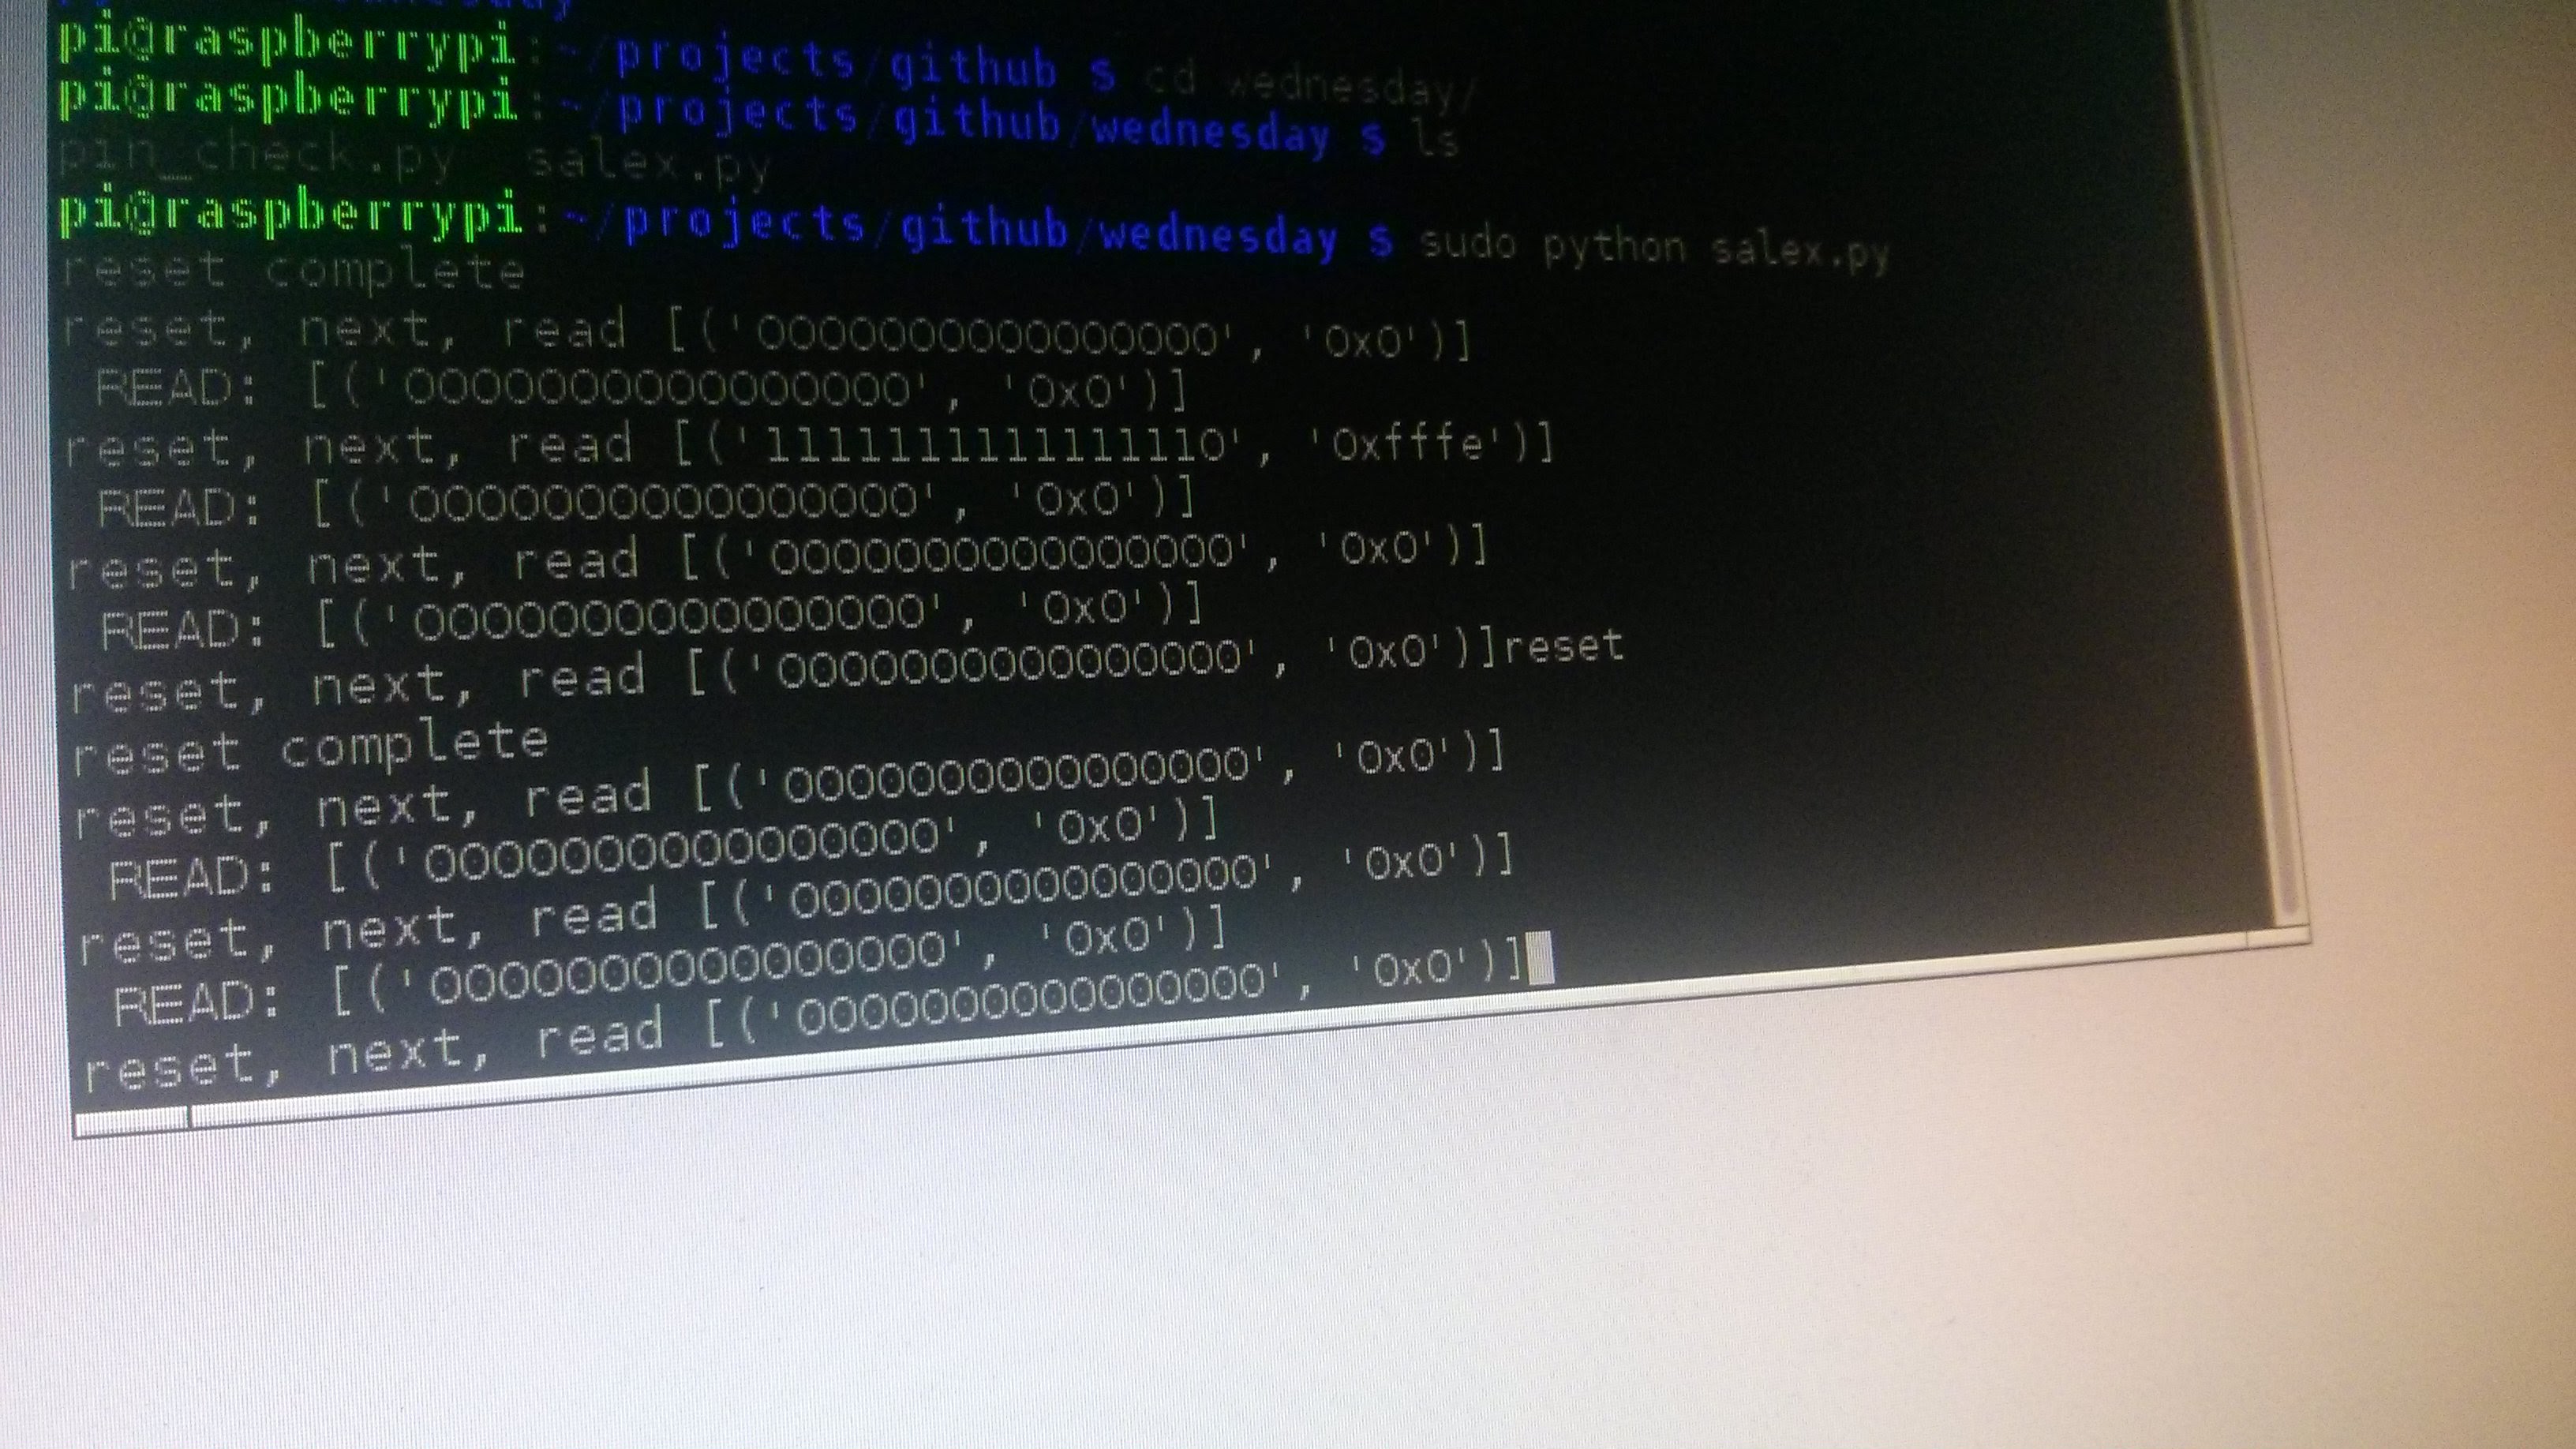 pi@raspberrypi:~/projects/github $ cd wednesday/
pi@raspberrypi:~/projects/github/wednesday $ ls
pin_check.py  salex.py
pi@raspberrypi:~/projects/github/wednesday $ sudo python salex.py
reset complete
reset, next, read [('0000000000000000', '0x0')]
 READ: [('0000000000000000', '0x0')]
reset, next, read [('1111111111111110', '0xfffe')]
 READ: [('0000000000000000', '0x0')]
reset, next, read [('0000000000000000', '0x0')]
 READ: [('0000000000000000', '0x0')]
reset, next, read [('0000000000000000', '0x0')]reset
reset complete
reset, next, read [('0000000000000000', '0x0')]
 READ: [('0000000000000000', '0x0')]
reset, next, read [('0000000000000000', '0x0')]
 READ: [('0000000000000000', '0x0')]
reset, next, read [('0000000000000000', '0x0')]